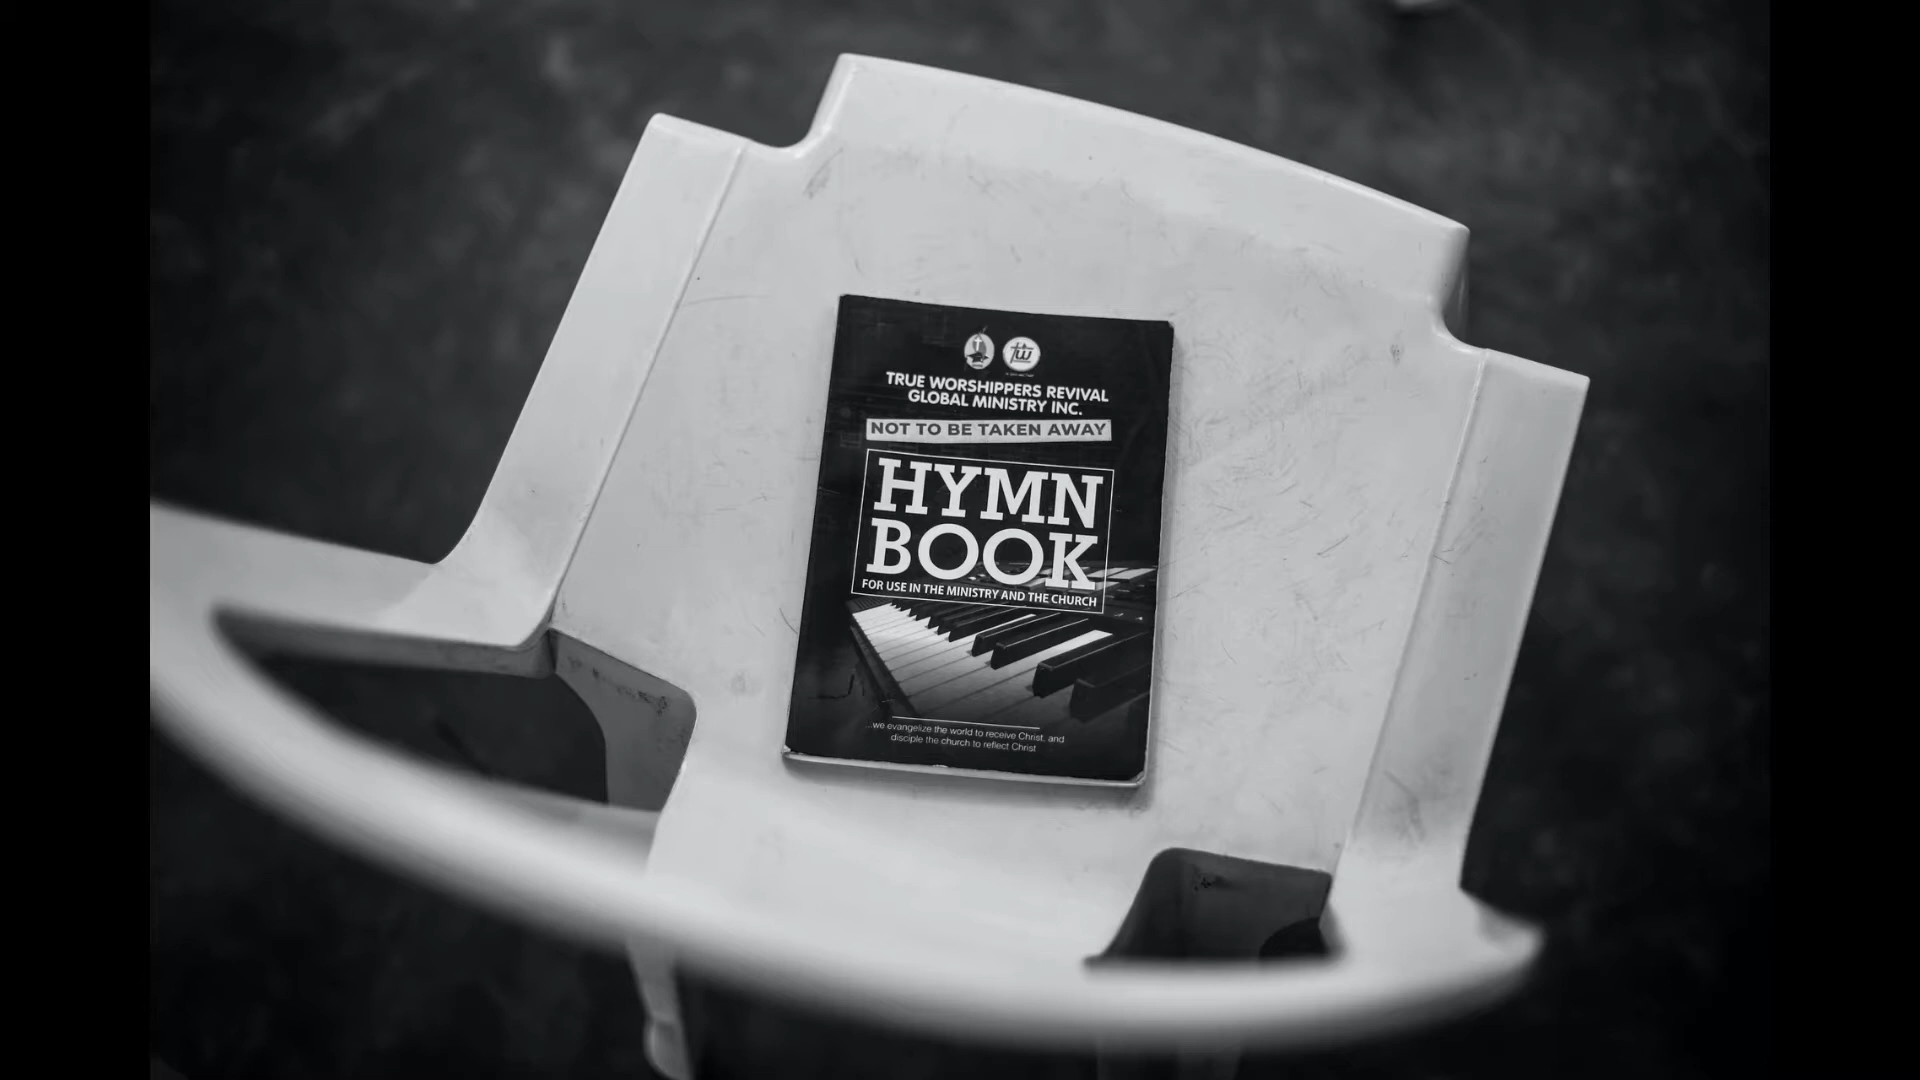 tw
TRUE WORSHIPPERS REVIVAL
GLOBAL MINISTRY INC.
NOT TO BE TAKEN AWAY
HYMN
BOOK
FOR USE IN THE MINISTRY AND THE CHURCH
...we evangelize the world to receive Christ, and
disciple the church to reflect Christ